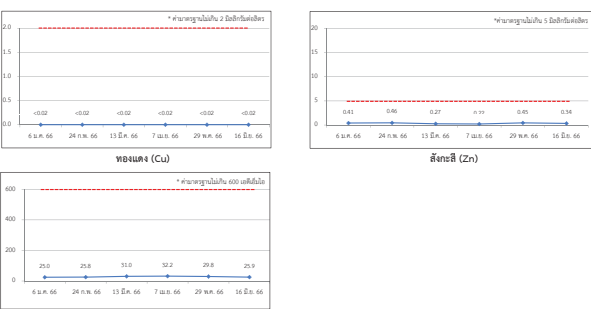 * ค่ามาตรฐานไม่เกิน 2 มิลลิกรัมต่อลิตร
2.0
1.5
1.0
0.5
0.0
<0.02 <0.02 <0.02 <0.02 <0.02 <0.02
6 ม.ค. 66 24 ก.พ. 66 13 มี.ค. 66 7 เม.ย. 66 29 พ.ค. 66 16 มิ.ย. 66
ทองแดง (Cu)
*ค่ามาตรฐานไม่เกิน 5 มิลลิกรัมต่อลิตร
20
15
10
5
0
0.41 0.46 0.27 0.45 0.34
6 ม.ค. 66 24 ก.พ. 66 13 มี.ค. 66 7 เม.ย. 66 29 พ.ค. 66 16 มิ.ย. 66
สังกะสี (Zn)
* ค่ามาตรฐานไม่เกิน 600 เอดีเอ็มไอ
600
400
200
0
25.0 25.8 31.0 32.2 29.8 25.9
6 ม.ค. 66 24 ก.พ. 66 13 มี.ค. 66 7 เม.ย. 66 29 พ.ค. 66 16 มิ.ย. 66